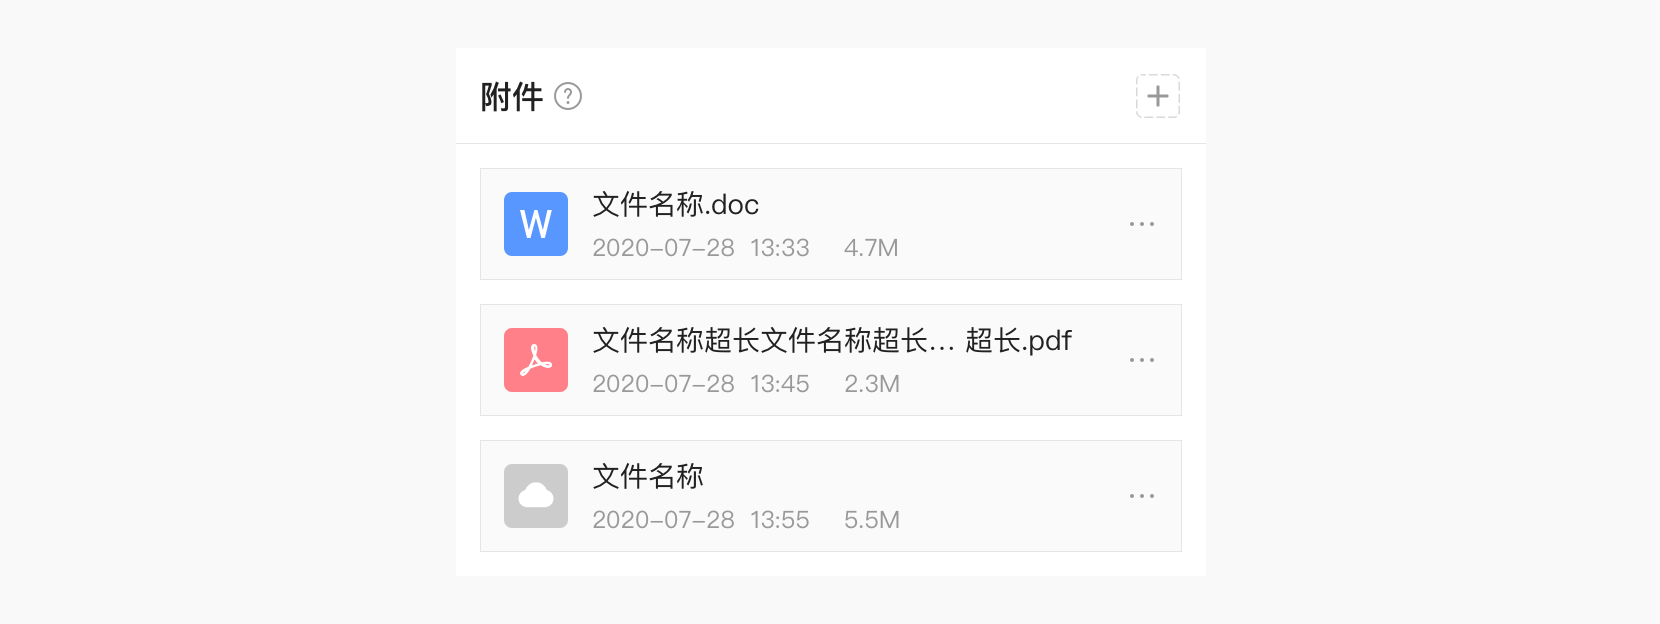 附件 ?
文件名称.doc
2020-07-28 13:33 4.7M
文件名称超长文件名称超长... 超长.pdf
2020-07-28 13:45 2.3M
文件名称
2020-07-28 13:55 5.5M
W